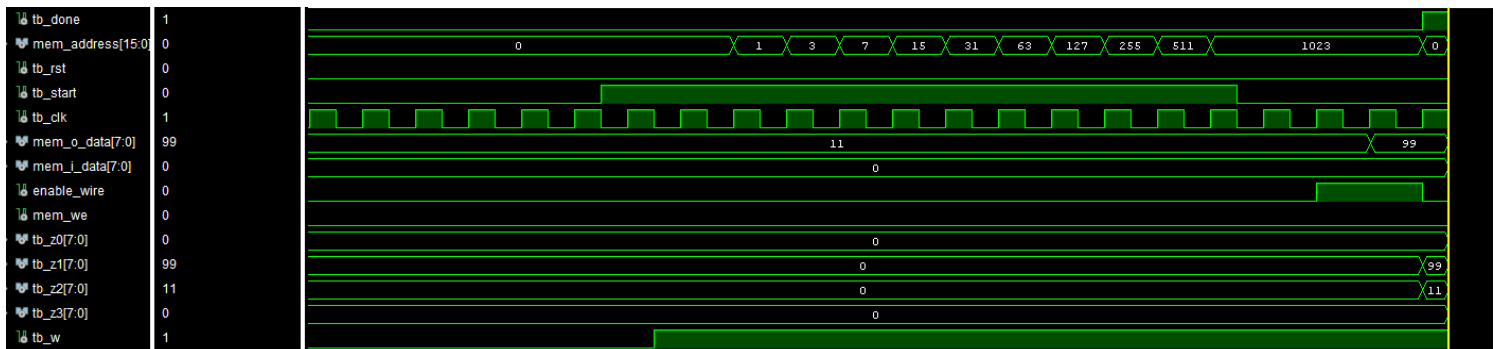 tb_done 1
mem_address[15:0] 0 0 1 3 7 15 31 63 127 255 511 1023 0
tb_rst 0
tb_start 0
tb_clk 1
mem_o_data[7:0] 99 11 99
mem_i_data[7:0] 0 0
enable_wire 0
mem_we 0
tb_z0[7:0] 0 0
tb_z1[7:0] 99 0 99
tb_z2[7:0] 11 0 11
tb_z3[7:0] 0 0
tb_w 1